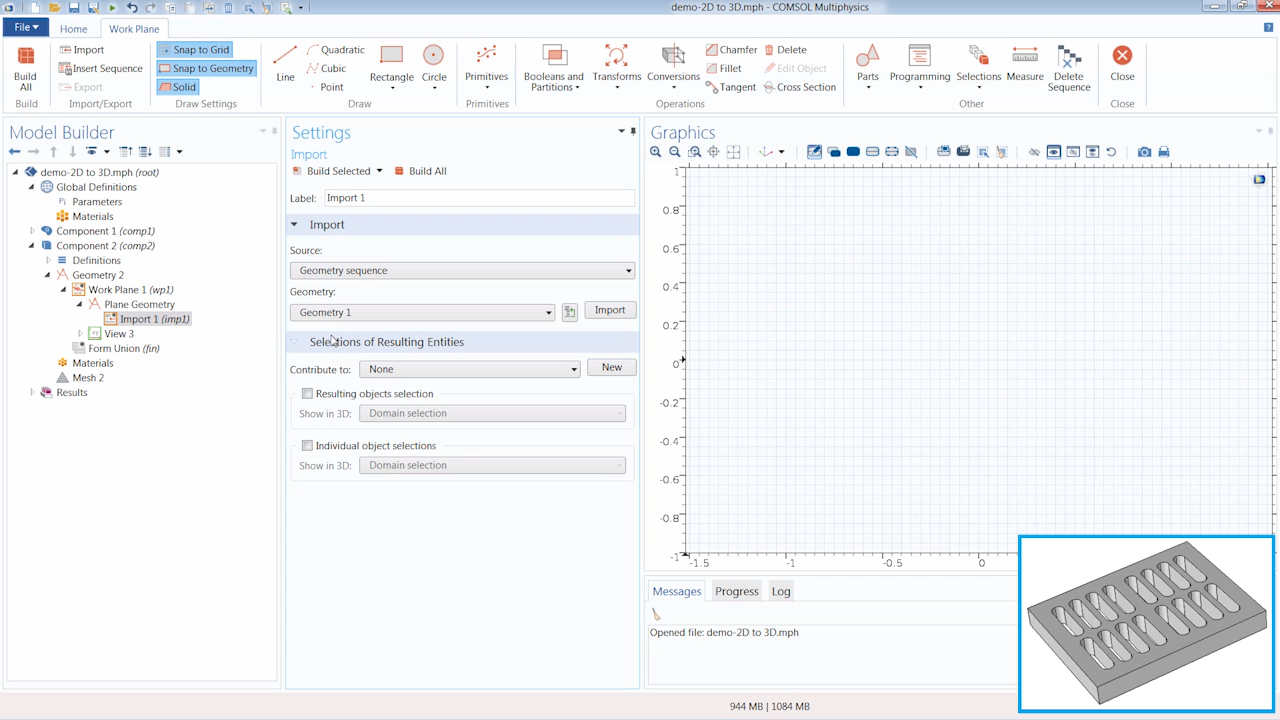 demo-2D to 3D.mph - COMSOL Multiphysics
File
Home
Work Plane
Build All
Build
Import
Insert Sequence
Export
Import/Export
Snap to Grid
Snap to Geometry
Solid
Draw Settings
Line
Quadratic
Cubic
Point
Rectangle
Circle
Draw
Primitives
Primitives
Booleans and Partitions
Transforms
Conversions
Chamfer
Fillet
Tangent
Delete
Edit Object
Cross Section
Operations
Parts
Programming
Selections
Measure
Delete Sequence
Other
Close
Close
Model Builder
demo-2D to 3D.mph (root)
Global Definitions
Pi Parameters
Materials
Component 1 (comp1)
Component 2 (comp2)
Definitions
Geometry 2
Work Plane 1 (wp1)
Plane Geometry
Import 1 (imp1)
View 3
Form Union (fin)
Materials
Mesh 2
Results
Settings
Import
Build Selected
Build All
Label: Import 1
Import
Source:
Geometry sequence
Geometry:
Geometry 1
Import
Selections of Resulting Entities
Contribute to: None
New
Resulting objects selection
Show in 3D: Domain selection
Individual object selections
Show in 3D: Domain selection
Graphics
1
0.8
0.6
0.4
0.2
0
-0.2
-0.4
-0.6
-0.8
-1
-1.5
-1
-0.5
0
Messages
Progress
Log
Opened file: demo-2D to 3D.mph
944 MB | 1084 MB